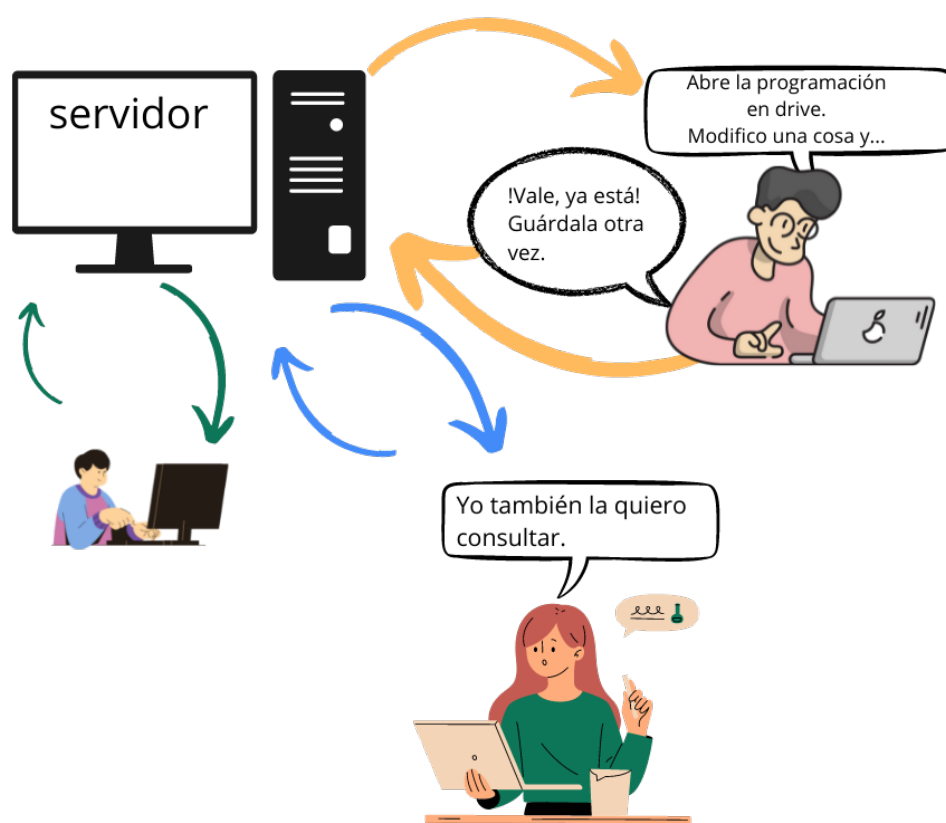 servidor
Abre la programación
en drive.
Modifico una cosa y...
!Vale, ya está!
Guárdala otra
vez.
Yo también la quiero
consultar.